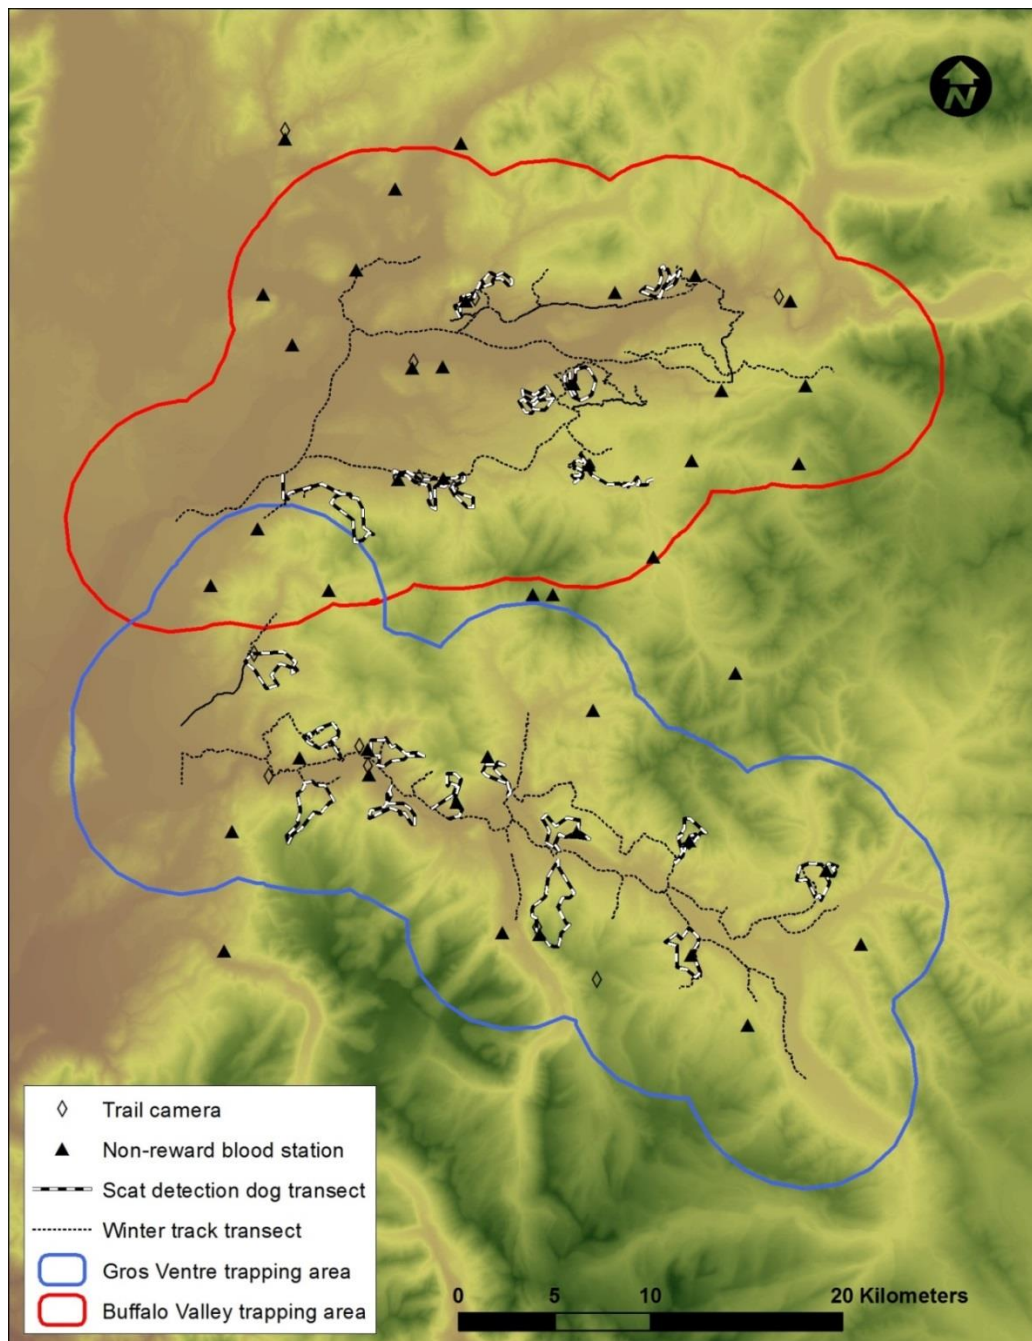 N
Trail camera
Non-reward blood station
Scat detection dog transect
Winter track transect
Gros Ventre trapping area
Buffalo Valley trapping area
0 5 10 20 Kilometers